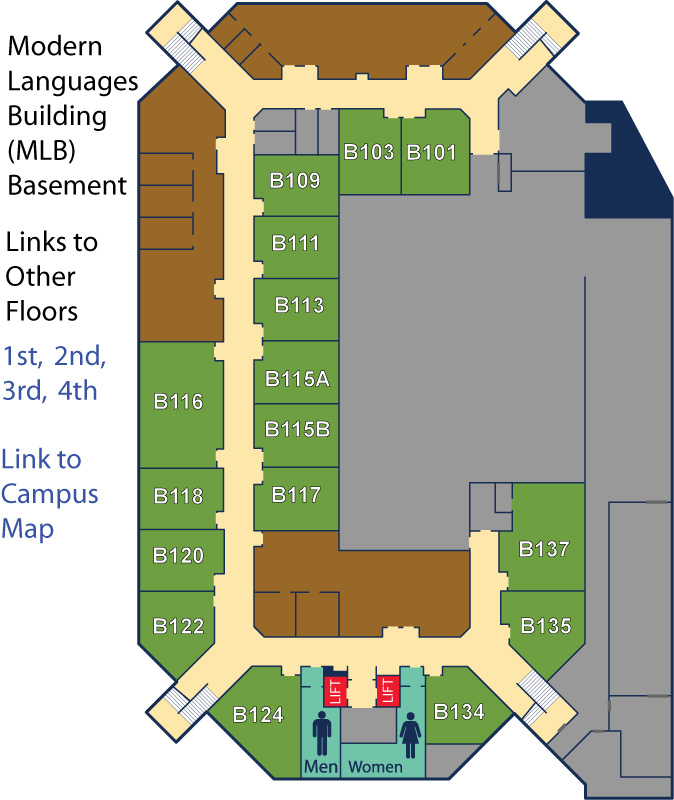 Modern
Languages
Building
(MLB)
Basement
Links to
Other
Floors
1st, 2nd,
3rd, 4th
Link to
Campus
Map
B103
B101
B109
B111
B113
B116
B115A
B115B
B118
B117
B120
B137
B122
B135
LIFT
LIFT
B124
B134
Men
Women